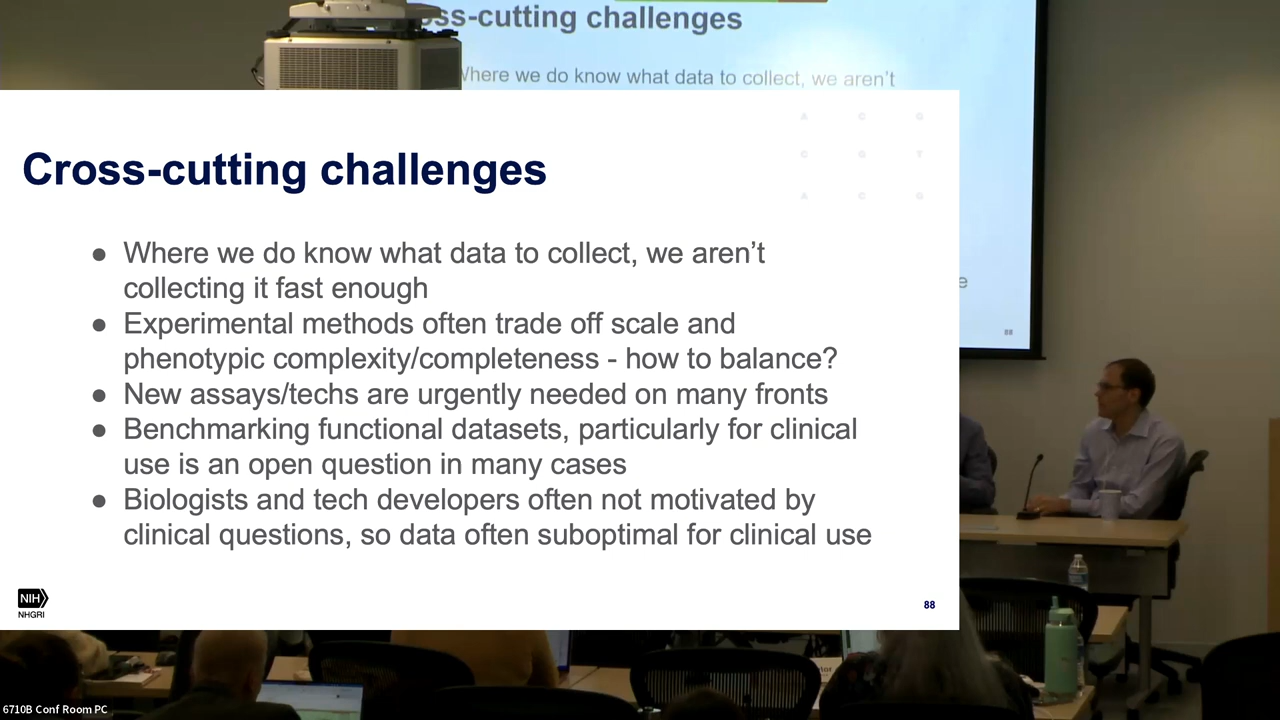 ss-cutting challenges
Where we do know what data to collect, we aren't
88
A C G
C G T
A C G
Cross-cutting challenges
● Where we do know what data to collect, we aren’t
collecting it fast enough
● Experimental methods often trade off scale and
phenotypic complexity/completeness - how to balance?
● New assays/techs are urgently needed on many fronts
● Benchmarking functional datasets, particularly for clinical
use is an open question in many cases
● Biologists and tech developers often not motivated by
clinical questions, so data often suboptimal for clinical use
NIH
NHGRI
88
6710B Conf Room PC